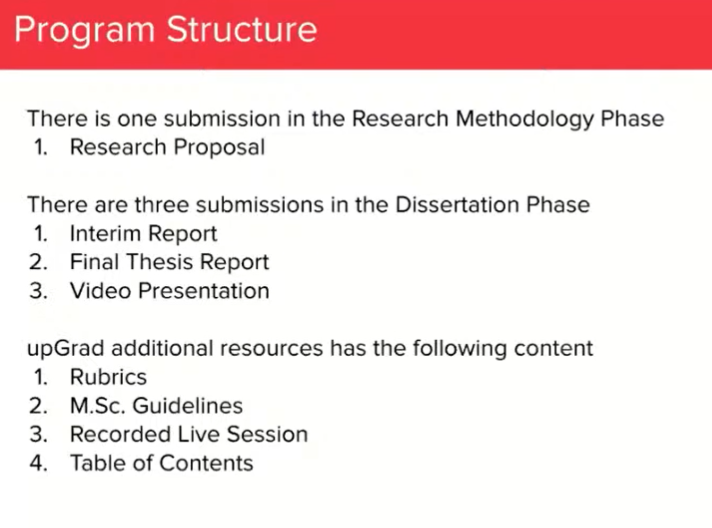 Program Structure
There is one submission in the Research Methodology Phase
1. Research Proposal
There are three submissions in the Dissertation Phase
1. Interim Report
2. Final Thesis Report
3. Video Presentation
upGrad additional resources has the following content
1. Rubrics
2. M.Sc. Guidelines
3. Recorded Live Session
4. Table of Contents